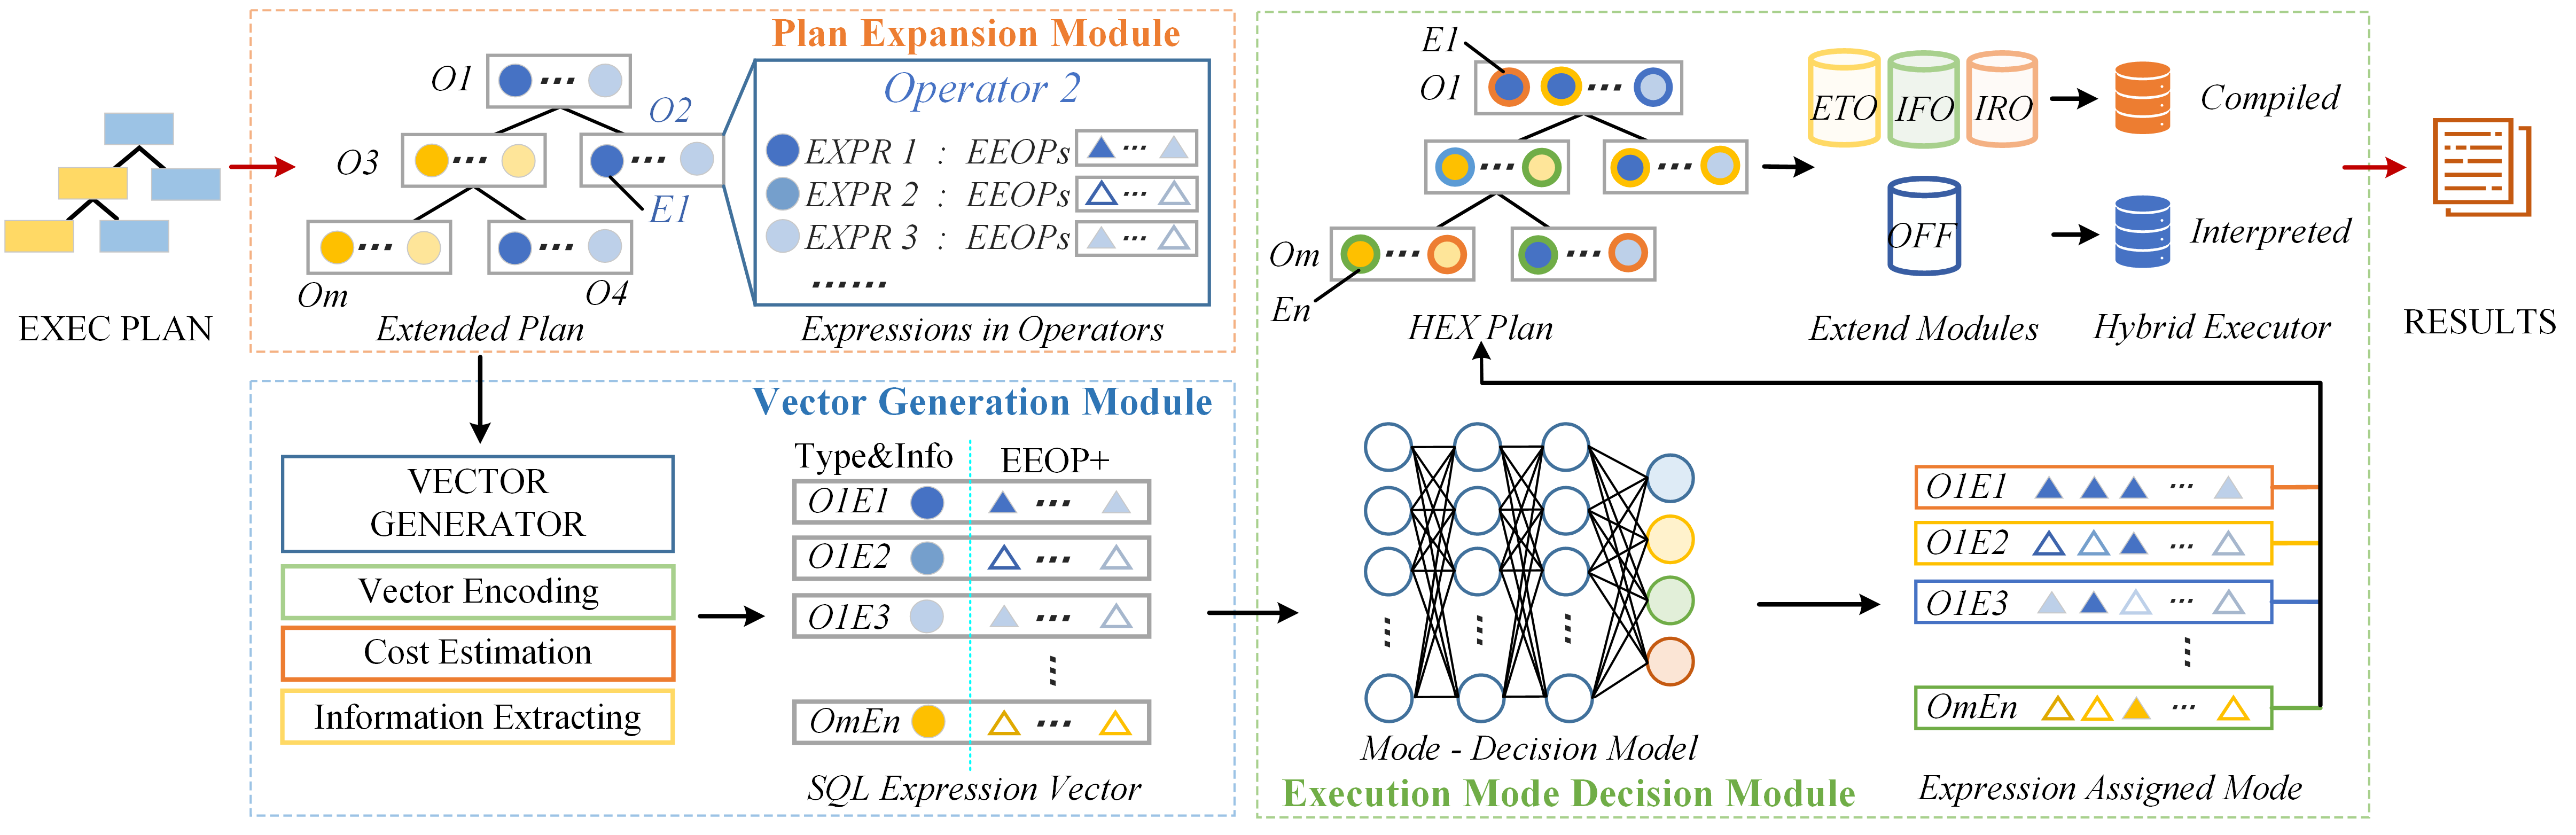 EXEC PLAN
Plan Expansion Module
O1
O2
O3
E1
Om
O4
Extended Plan
Operator 2
EXPR 1 : EEOPs
EXPR 2 : EEOPs
EXPR 3 : EEOPs
......
Expressions in Operators
Vector Generation Module
VECTOR
GENERATOR
Vector Encoding
Cost Estimation
Information Extracting
Type&Info
EEOP+
O1E1
O1E2
O1E3
OmEn
SQL Expression Vector
E1
O1
Om
En
HEX Plan
ETO
IFO
IRO
OFF
Extend Modules
Compiled
Interpreted
Hybrid Executor
Mode - Decision Model
Execution Mode Decision Module
O1E1
O1E2
O1E3
OmEn
Expression Assigned Mode
RESULTS